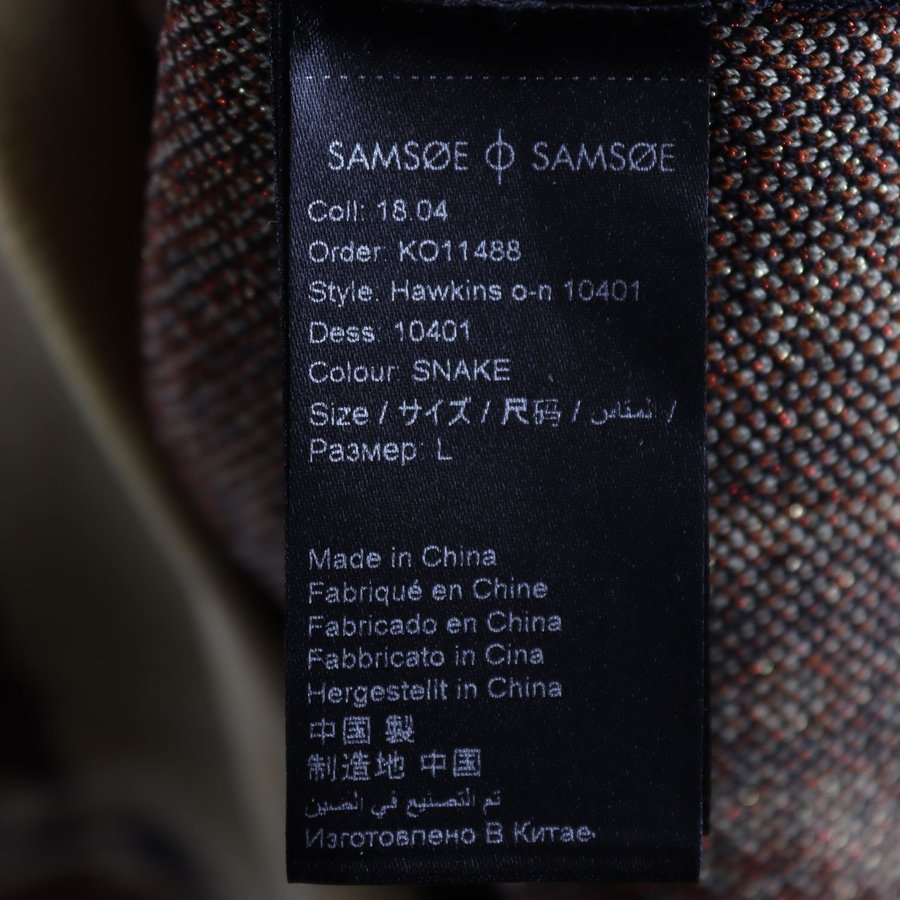 SAMSØE ϕ SAMSØE
Coll: 18.04
Order: KO11488
Style: Hawkins o-n 10401
Dess: 10401
Colour: SNAKE
Size / サイズ / 尺码 / المقاس /
Размер: L
Made in China
Fabriqué en Chine
Fabricado en China
Fabbricato in Cina
Hergestellt in China
中国 製
制造地 中国
تم التصنيع في الصين
Изготовлено В Китае